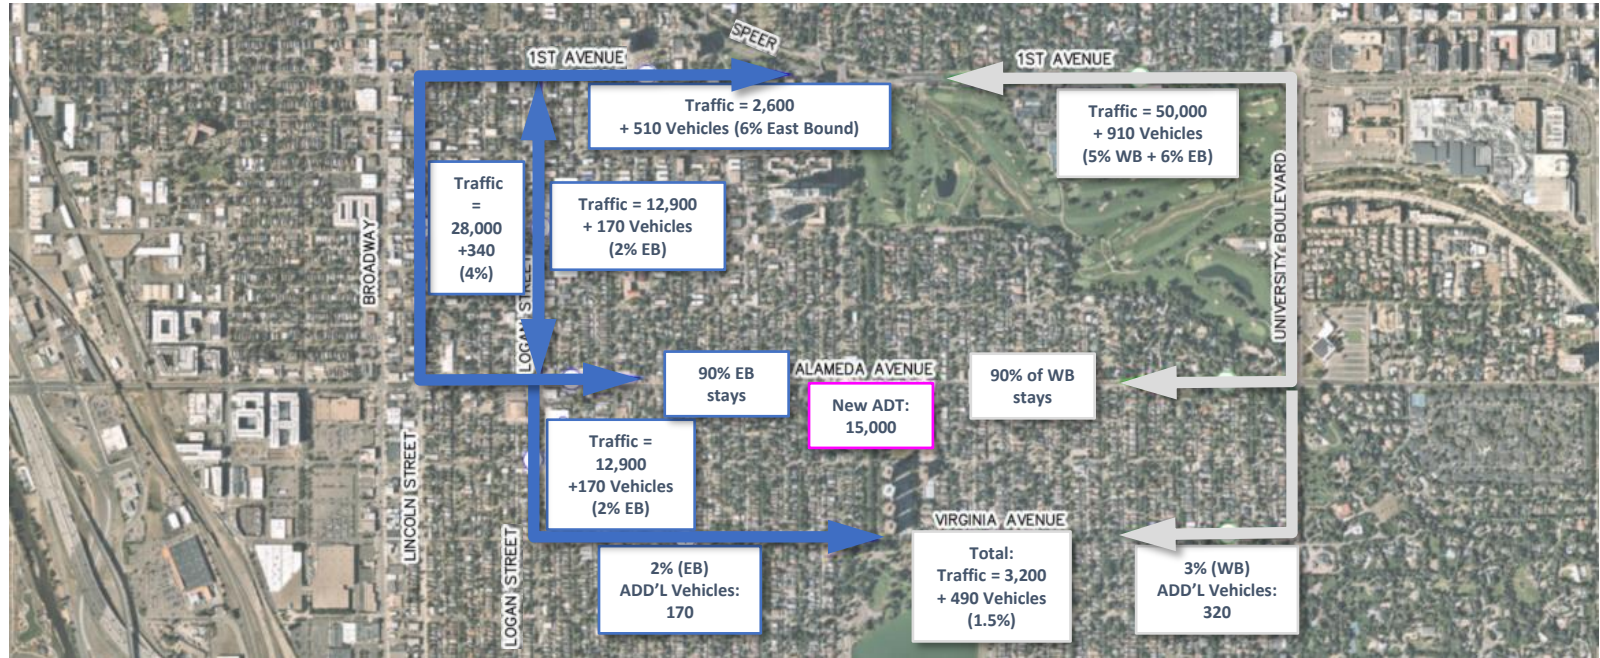 SPEER
1ST AVENUE
1ST AVENUE
Traffic = 2,600
+ 510 Vehicles (6% East Bound)
Traffic = 50,000
+ 910 Vehicles
(5% WB + 6% EB)
Traffic
=
28,000
+340
(4%)
Traffic = 12,900
+ 170 Vehicles
(2% EB)
BROADWAY
LOGAN STREET
UNIVERSITY BOULEVARD
90% EB
stays
ALAMEDA AVENUE
90% of WB
stays
New ADT:
15,000
Traffic =
12,900
+170 Vehicles
(2% EB)
LINCOLN STREET
LOGAN STREET
VIRGINIA AVENUE
2% (EB)
ADD'L Vehicles:
170
Total:
Traffic = 3,200
+ 490 Vehicles
(1.5%)
3% (WB)
ADD'L Vehicles:
320